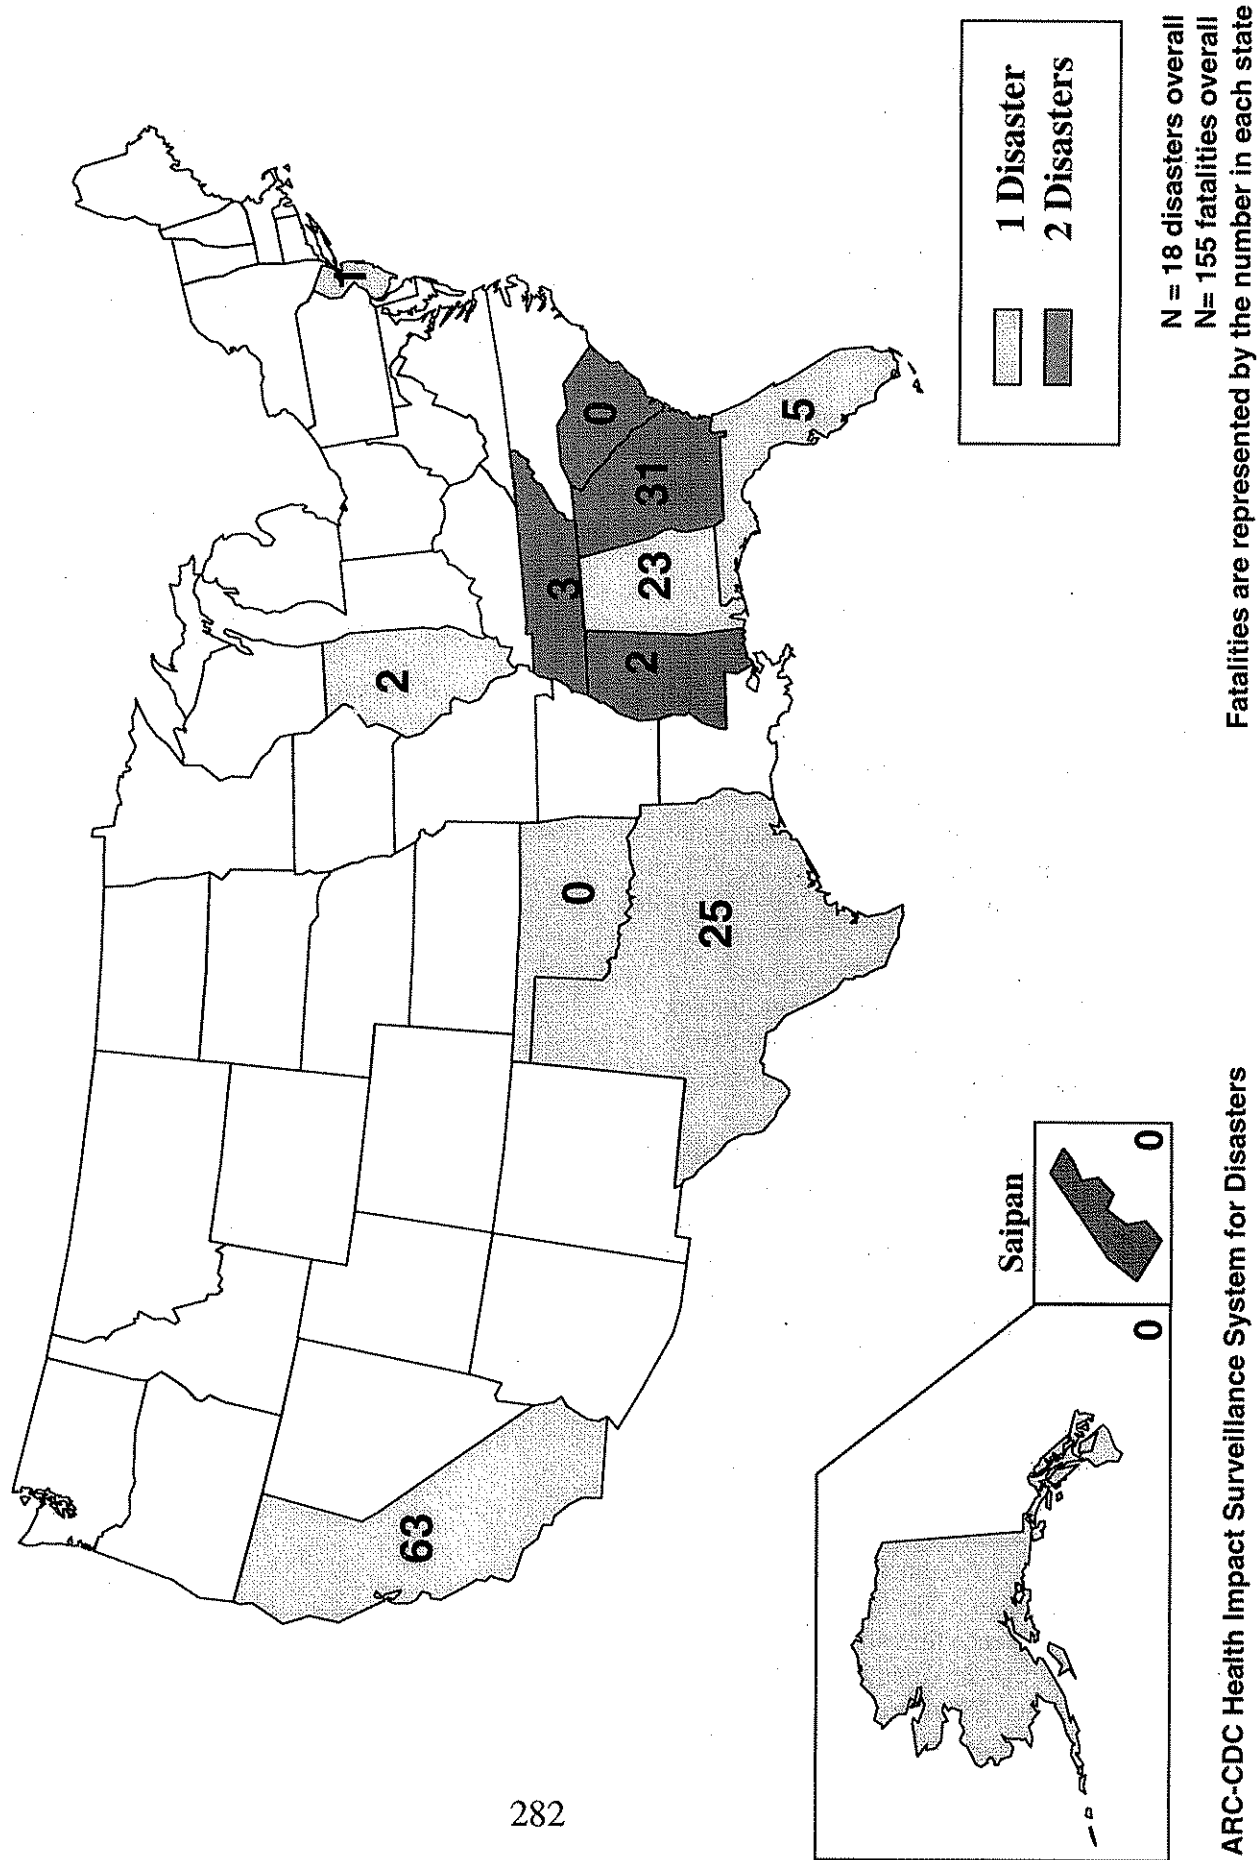 63
25
0
2
2
3
23
31
0
5
1
Saipan
0
0
1 Disaster
2 Disasters
N = 18 disasters overall
N= 155 fatalities overall
Fatalities are represented by the number in each state
ARC-CDC Health Impact Surveillance System for Disasters
282